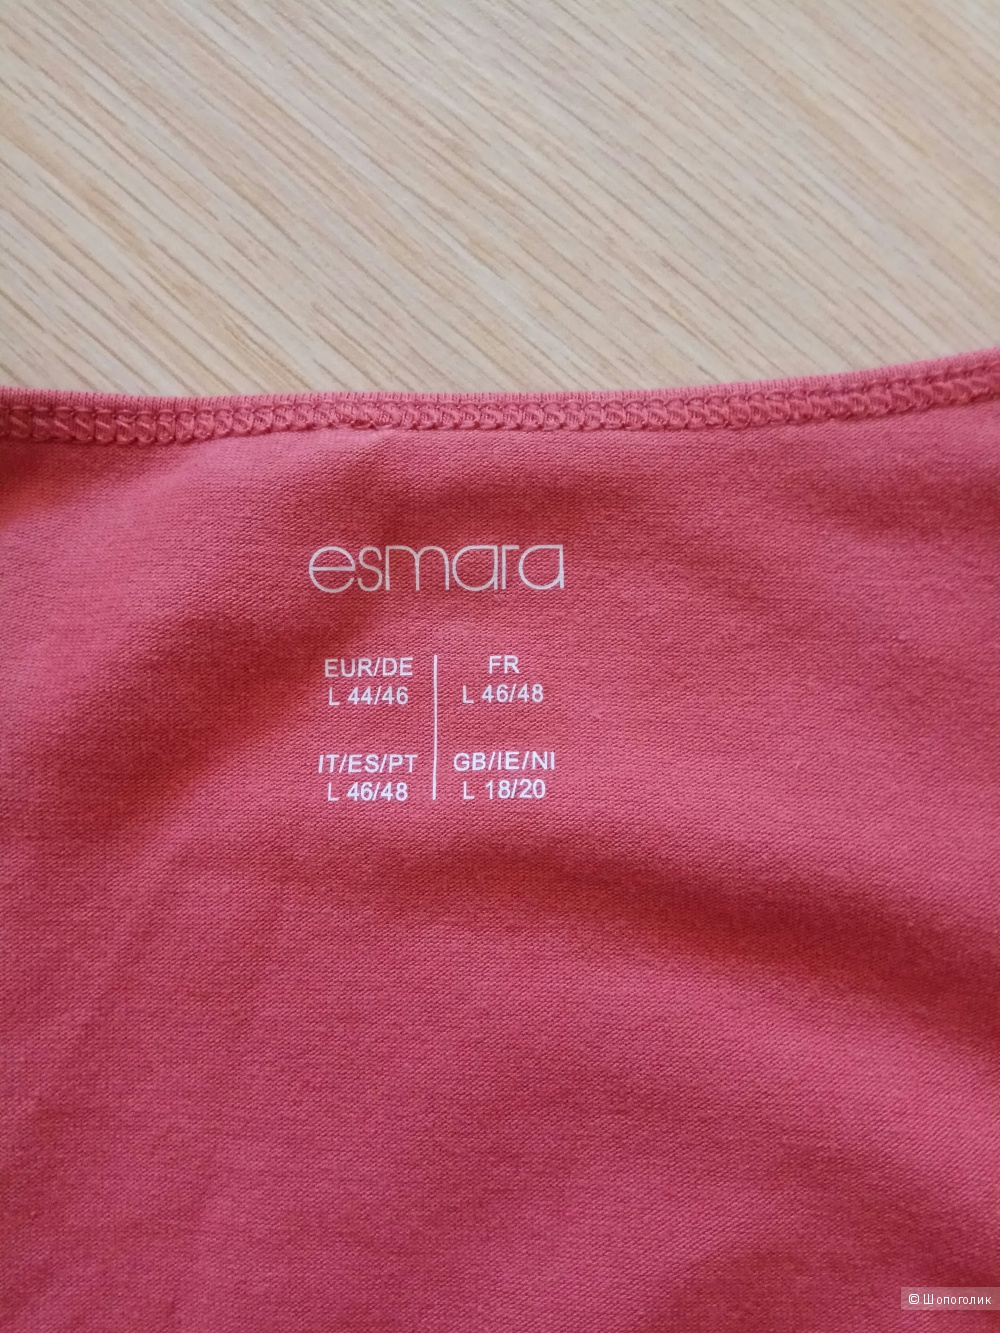 esmara
EUR/DE
L 44/46
FR
L 46/48
IT/ES/PT
L 46/48
GB/IE/NI
L 18/20
© Шопоголик